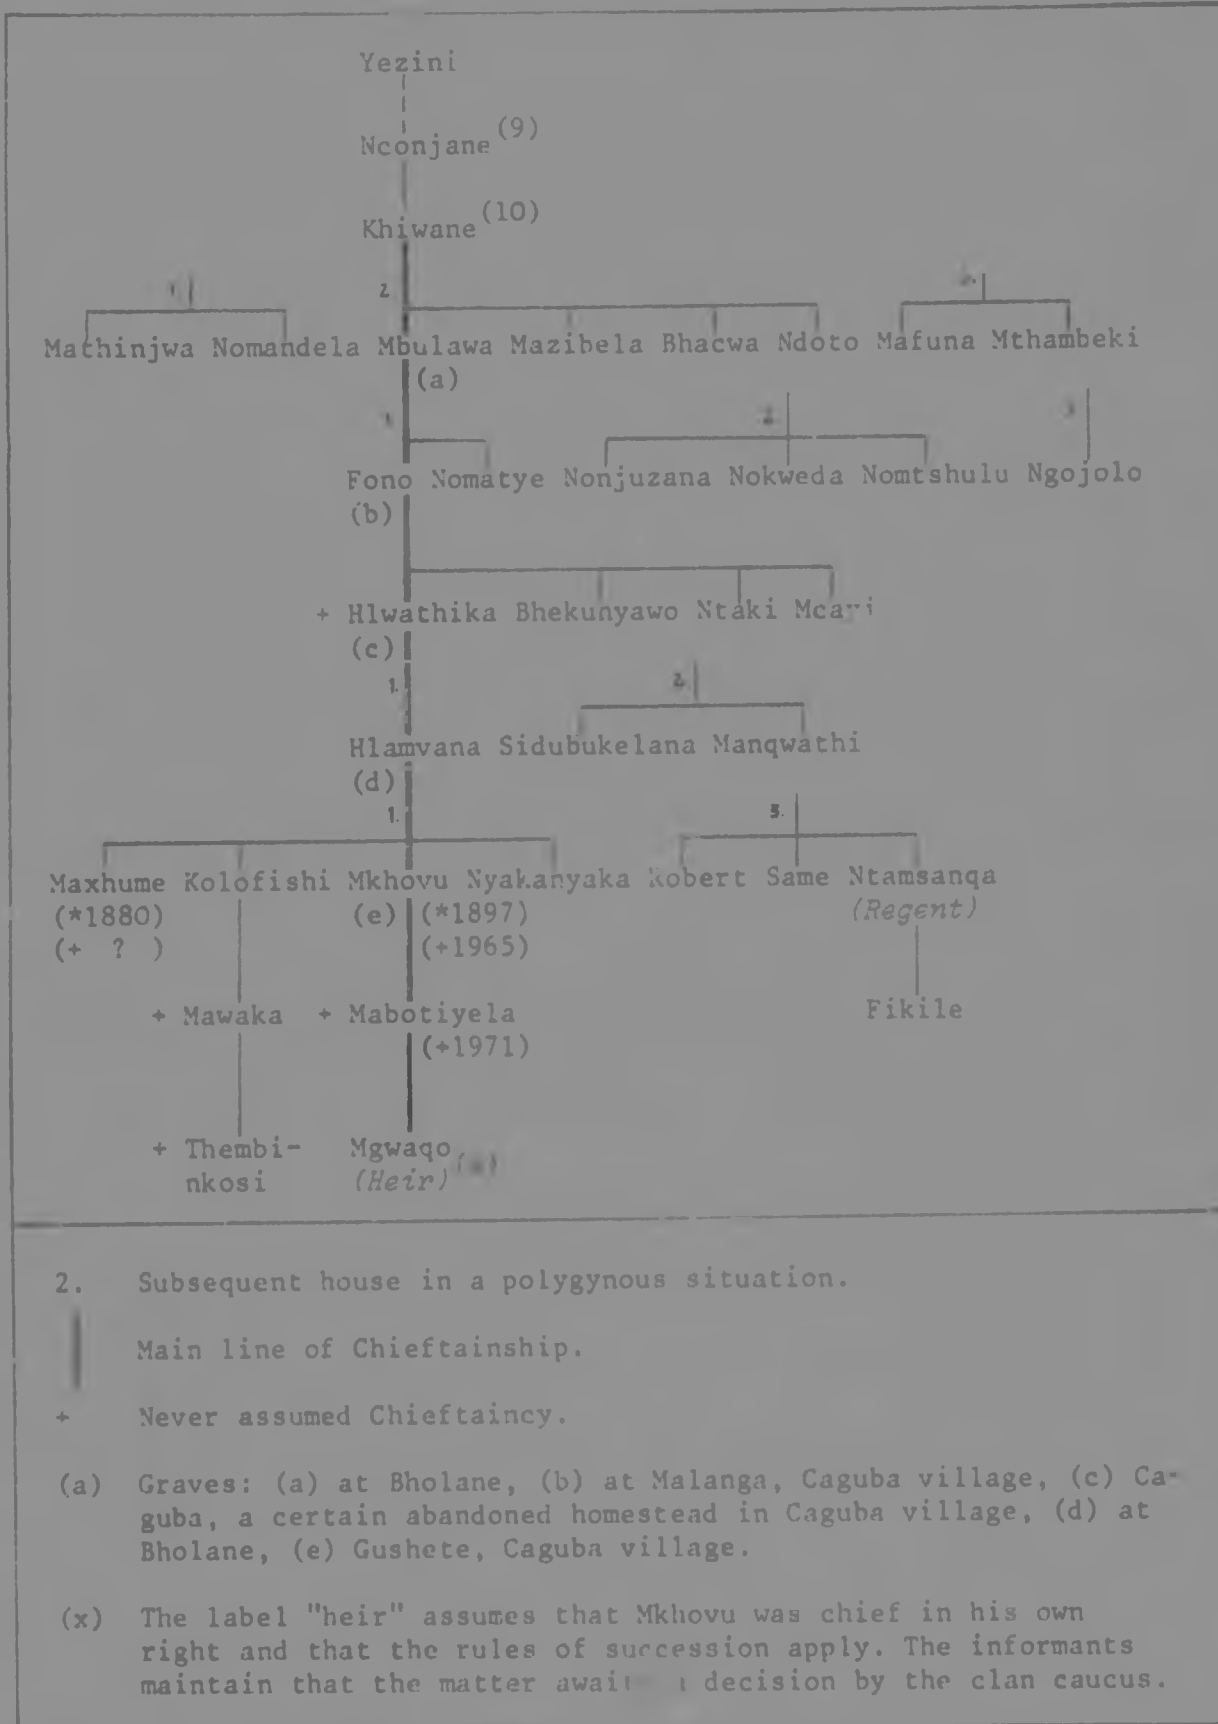 Yezini
Nconjane (9)
Khiwane (10)
2
Mathinjwa Nomandela Mbulawa Mazibela Bhacwa Ndoto Mafuna Mthambeki
(a)
2.
Fono Nomatye Nonjuzana Nokweda Nomtshulu Ngojolo
(b)
+ Hlwathika Bhekunyawo Ntaki
(c)
1. 2.
Hlamvana Sidubukelana Manqwathi
(d)
1. 3.
Maxhume Kolofishi Mkhovu Nyakanyaka Robert Same Ntamsanqa
(*1880) (e) (*1897) (Regent)
(+ ? ) (+1965)
+ Mawaka + Mabotiyela Fikile
(+1971)
+ Thembi- Mgwaqo
nkosi (Heir)
2. Subsequent house in a polygynous situation.
Main line of Chieftainship.
+ Never assumed Chieftaincy.
(a) Graves: (a) at Bholane, (b) at Malanga, Caguba village, (c) Ca-
guba, a certain abandoned homestead in Caguba village, (d) at
Bholane, (e) Gushete, Caguba village.
(x) The label "heir" assumes that Mkhovu was chief in his own
right and that the rules of succession apply. The informants
maintain that the matter decision by the clan caucus.